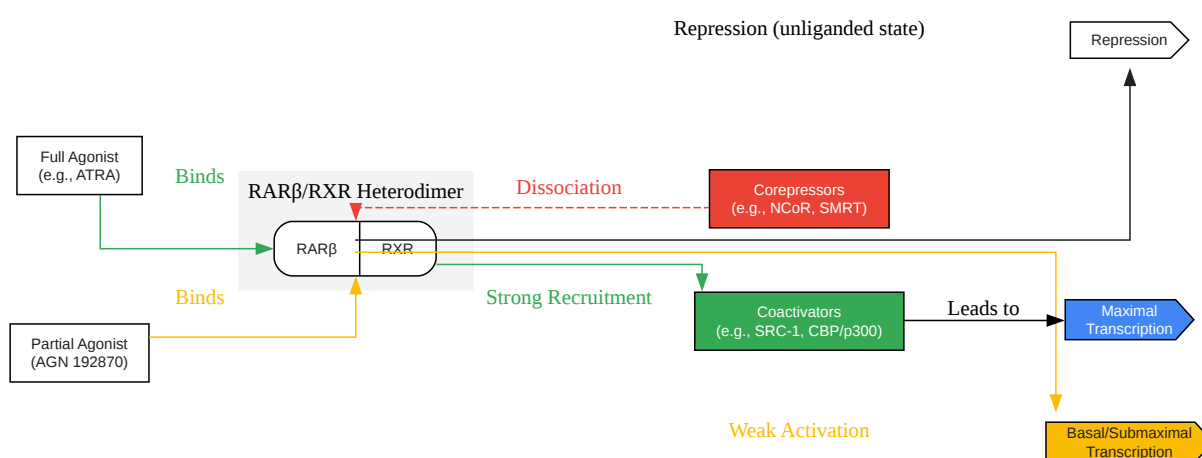 Repression (unliganded state)
Repression
Full Agonist
(e.g., ATRA)
Binds
RARβ/RXR Heterodimer
Dissociation
Corepressors
(e.g., NCoR, SMRT)
RARβ
RXR
Binds
Strong Recruitment
Coactivators
(e.g., SRC-1, CBP/p300)
Leads to
Maximal
Transcription
Partial Agonist
(AGN 192870)
Weak Activation
Basal/Submaximal
Transcription